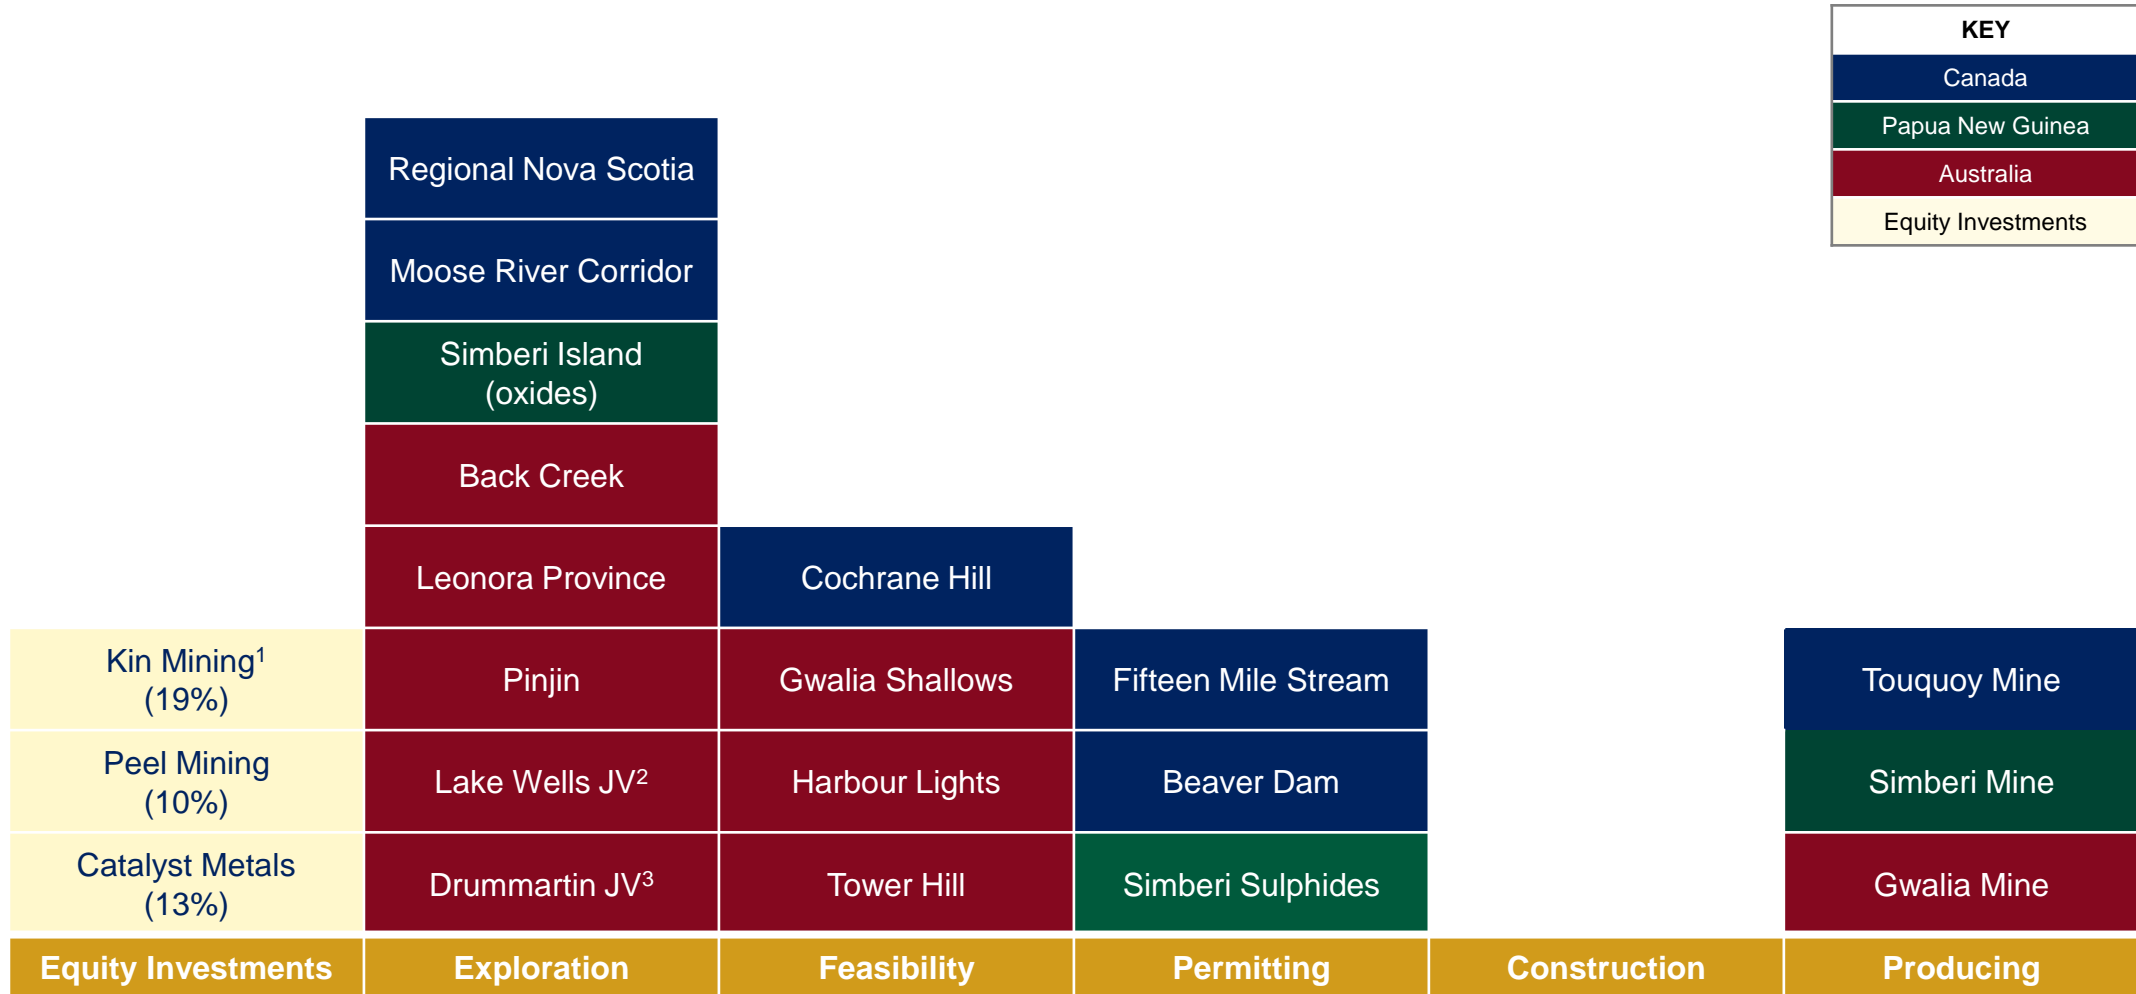 KEY
Canada
Papua New Guinea
Australia
Equity Investments
Regional Nova Scotia
Moose River Corridor
Simberi Island
(oxides)
Back Creek
Leonora Province
Cochrane Hill
Kin Mining¹
(19%)
Pinjin
Gwalia Shallows
Fifteen Mile Stream
Touquoy Mine
Peel Mining
(10%)
Lake Wells JV²
Harbour Lights
Beaver Dam
Simberi Mine
Catalyst Metals
(13%)
Drummartin JV³
Tower Hill
Simberi Sulphides
Gwalia Mine
Equity Investments
Exploration
Feasibility
Permitting
Construction
Producing